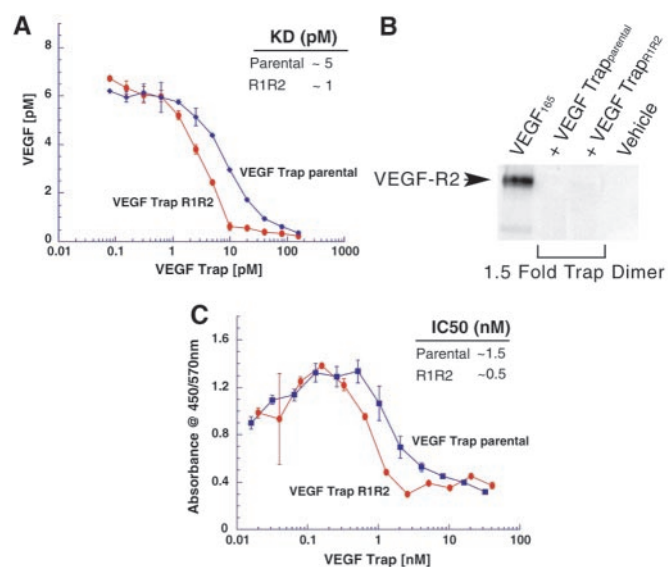 A
KD (pM)
Parental ~ 5
R1R2 ~ 1
VEGF [pM]
6
4
2
0
VEGF Trap parental
VEGF Trap R1R2
0.01 0.1 1 10 100 1000
VEGF Trap [pM]
B
VEGF165
+ VEGF Trapparental
+ VEGF TrapR1R2
Vehicle
VEGF-R2
1.5 Fold Trap Dimer
C
IC50 (nM)
Parental ~1.5
R1R2 ~0.5
Absorbance @ 450/570nm
1.6
1.2
0.8
0.4
0
VEGF Trap parental
VEGF Trap R1R2
0.01 0.1 1 10 100
VEGF Trap [nM]